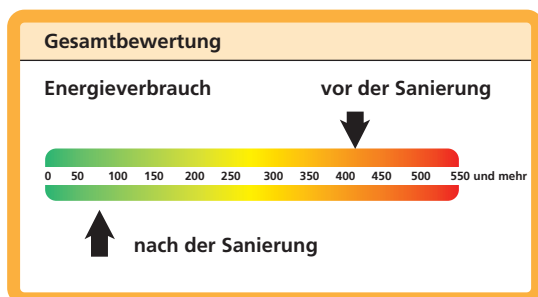 Gesamtbewertung
Energieverbrauch vor der Sanierung
0 50 100 150 200 250 300 350 400 450 500 550 und mehr
nach der Sanierung